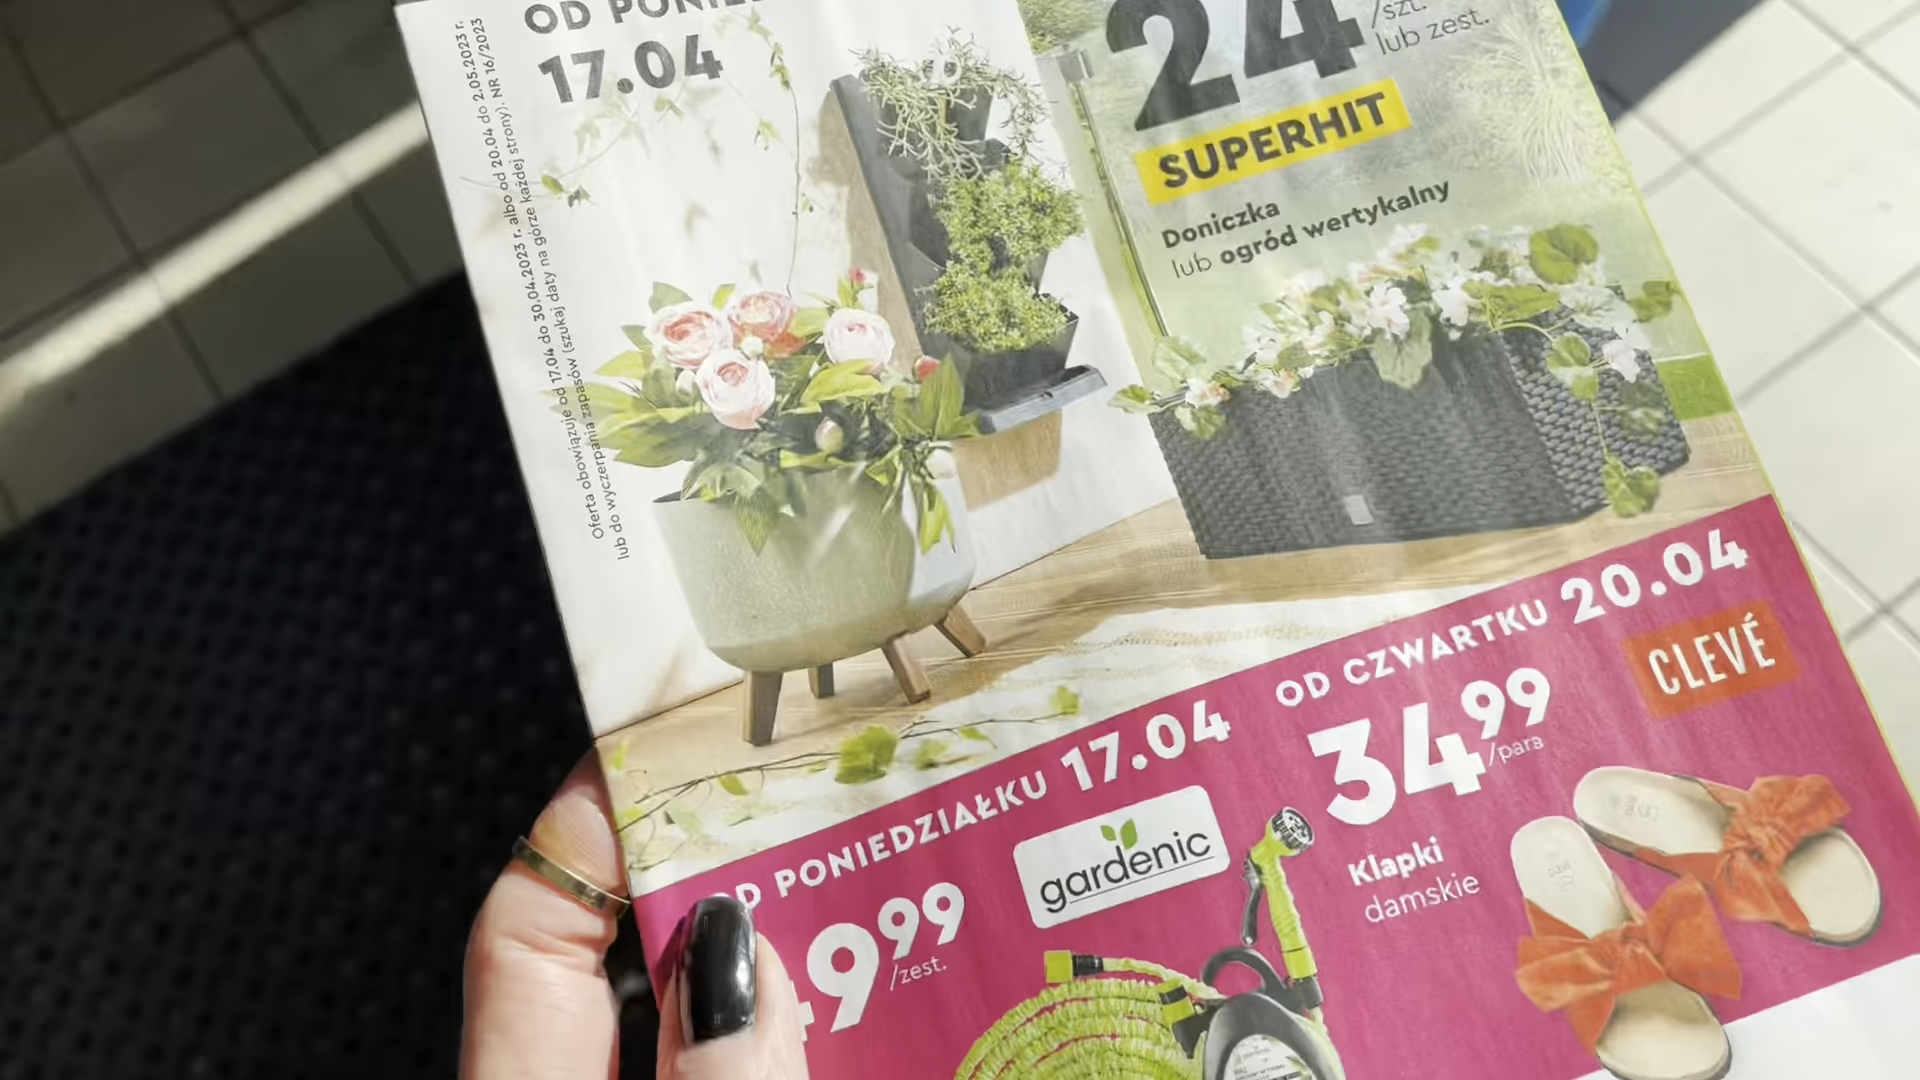 Oferta obowiązuje od 17.04 do 30.04.2023 r. albo od 20.04 do 2.05.2023 r.
lub do wyczerpania zapasów (szukaj daty na górze każdej strony). NR 16/2023
OD
17.04
24
/szt.
lub zest.
SUPERHIT
Doniczka
lub ogród wertykalny
OD PONIEDZIAŁKU 17.04
99
/zest.
gardenic
OD CZWARTKU 20.04
CLEVÉ
34 99
/para
Klapki
damskie